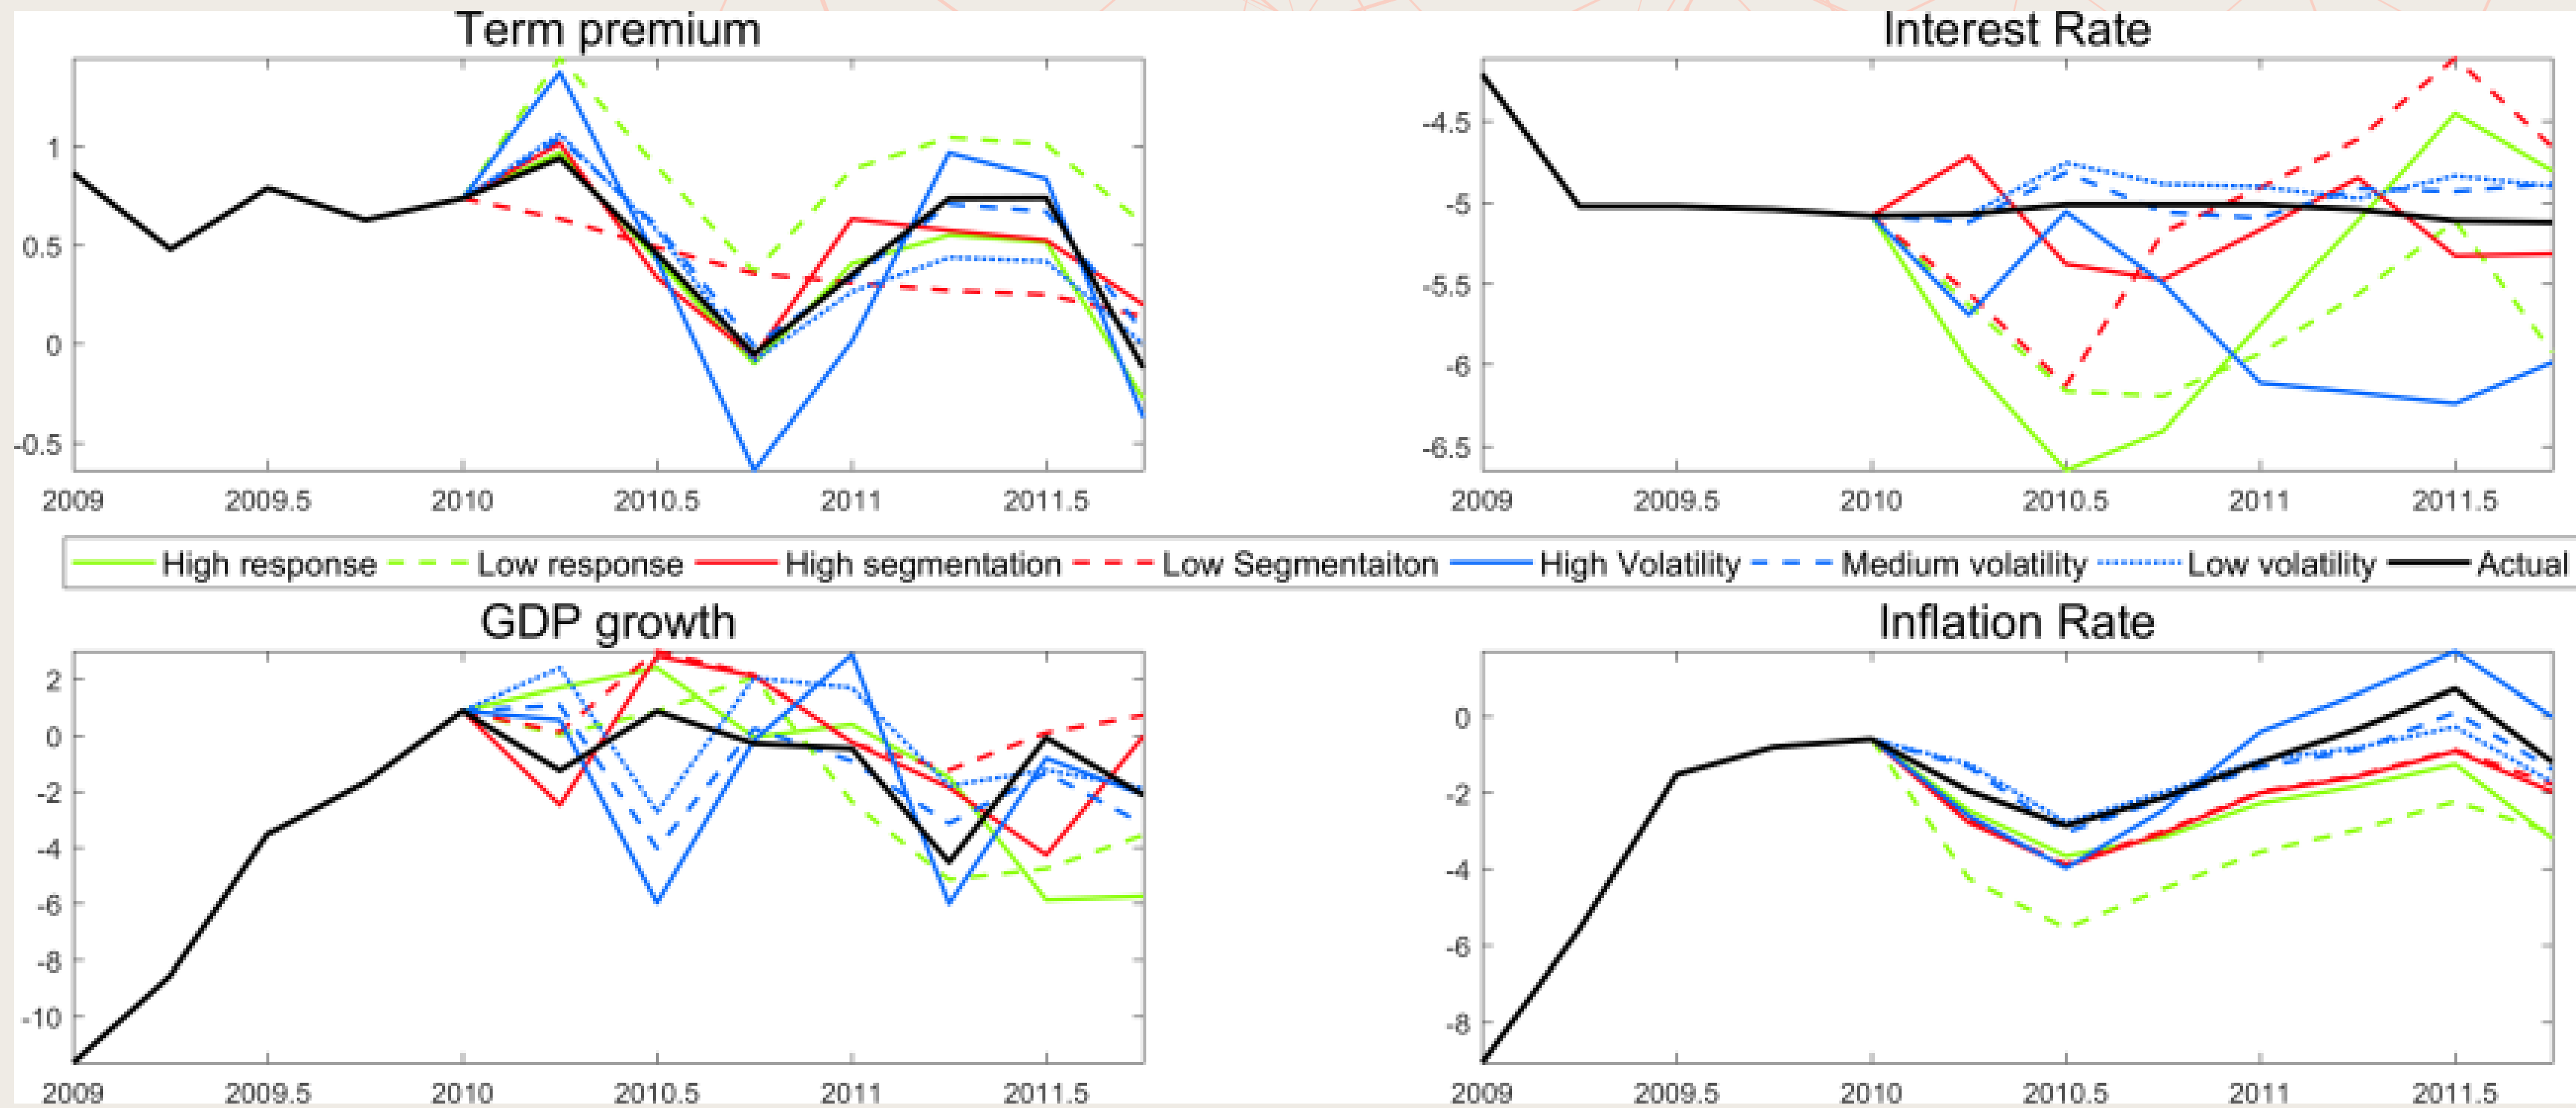 Term premium
1
0.5
0
-0.5
2009 2009.5 2010 2010.5 2011 2011.5
Interest Rate
-4.5
-5
-5.5
-6
-6.5
2009 2009.5 2010 2010.5 2011 2011.5
High response Low response High segmentation Low Segmentaiton High Volatility Medium volatility Low volatility Actual
GDP growth
2
0
-2
-4
-6
-8
-10
2009 2009.5 2010 2010.5 2011 2011.5
Inflation Rate
0
-2
-4
-6
-8
2009 2009.5 2010 2010.5 2011 2011.5